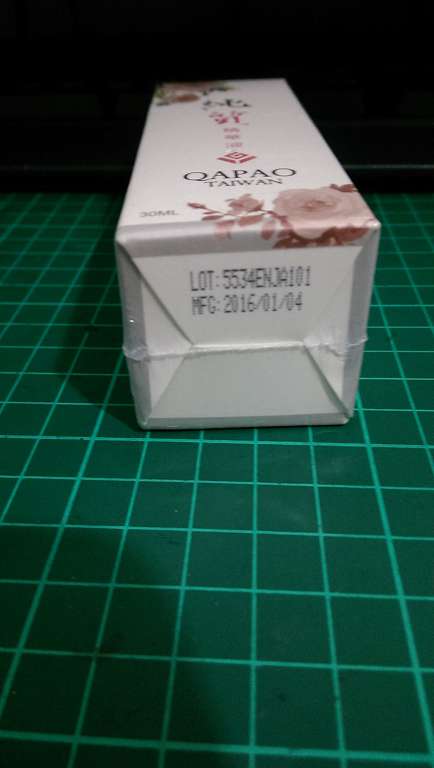 QAPAO
TAIWAN
30ML
LOT:5534ENJA101
MFG:2016/01/04